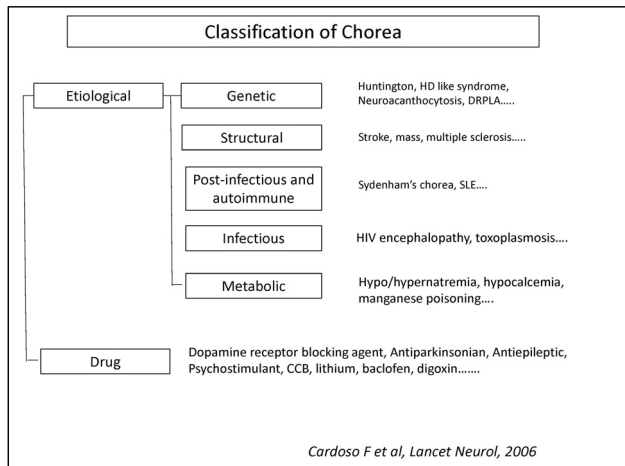 Classification of Chorea
Etiological
Genetic
Huntington, HD like syndrome,
Neuroacanthocytosis, DRPLA.....
Structural
Stroke, mass, multiple sclerosis.....
Post-infectious and
autoimmune
Sydenham's chorea, SLE....
Infectious
HIV encephalopathy, toxoplasmosis....
Metabolic
Hypo/hypernatremia, hypocalcemia,
manganese poisoning....
Drug
Dopamine receptor blocking agent, Antiparkinsonian, Antiepileptic,
Psychostimulant, CCB, lithium, baclofen, digoxin.......
Cardoso F et al, Lancet Neurol, 2006